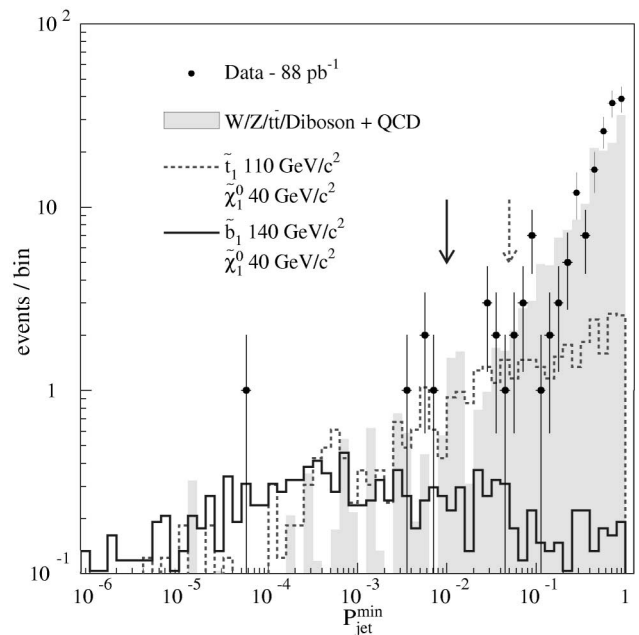 10²
Data - 88 pb⁻¹
W/Z/tt̄/Diboson + QCD
t̃₁ 110 GeV/c²
χ̃₁⁰ 40 GeV/c²
b̃₁ 140 GeV/c²
χ̃₁⁰ 40 GeV/c²
10
events / bin
1
10⁻¹
10⁻⁶ 10⁻⁵ 10⁻⁴ 10⁻³ 10⁻² 10⁻¹ 1
P_jet^min